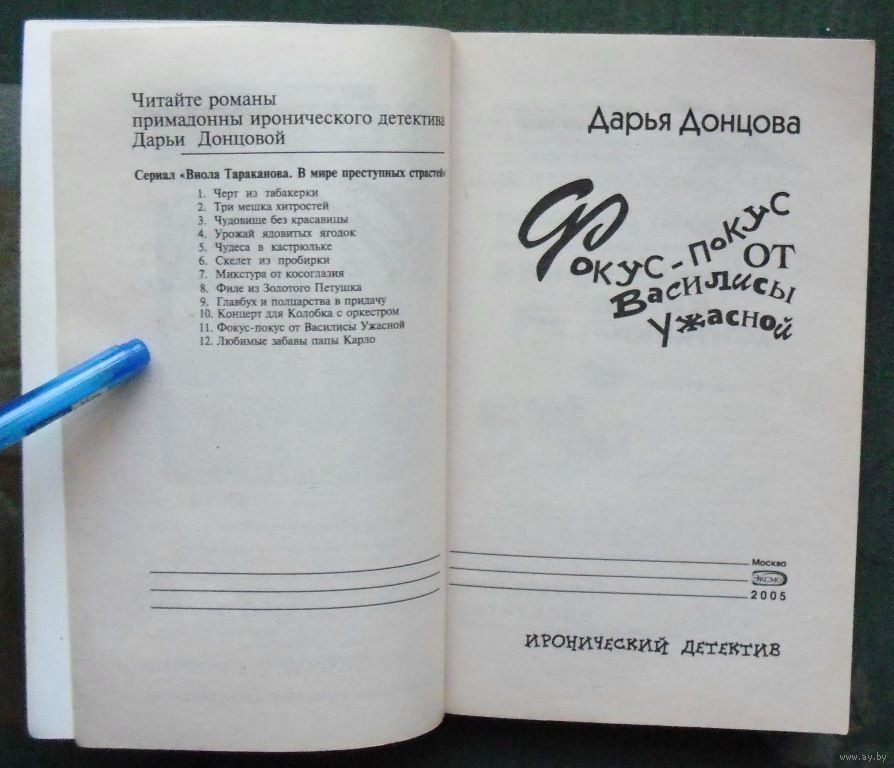 Читайте романы
примадонны иронического детектива
Дарьи Донцовой
Сериал «Виола Тараканова. В мире преступных страстей»
1. Черт из табакерки
2. Три мешка хитростей
3. Чудовище без красавицы
4. Урожай ядовитых ягодок
5. Чудеса в кастрюльке
6. Скелет из пробирки
7. Микстура от косоглазия
8. Филе из Золотого Петушка
9. Главбух и полцарства в придачу
10. Концерт для Колобка с оркестром
11. Фокус-покус от Василисы Ужасной
12. Любимые забавы папы Карло
Дарья Донцова
Фокус-покус
от
Василисы
Ужасной
Москва
ЭКСМО
2005
ИРОНИЧЕСКИЙ ДЕТЕКТИВ
www.ay.by